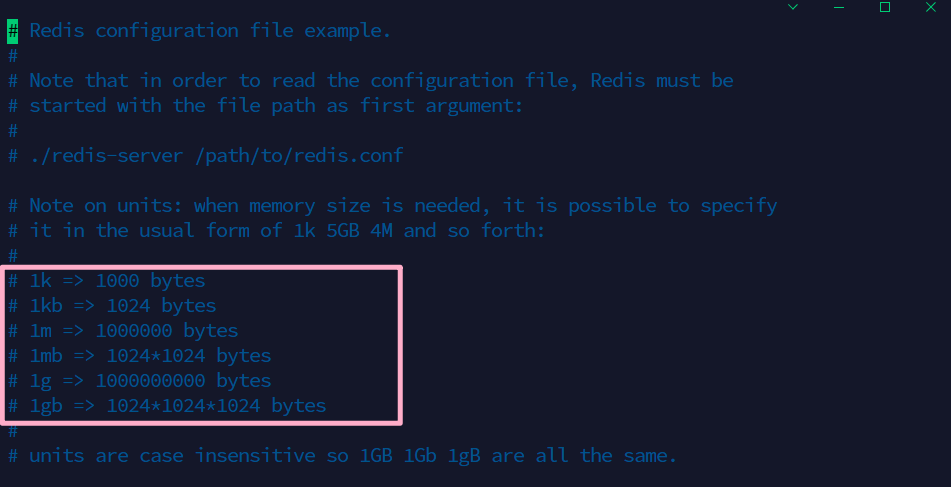 # Redis configuration file example.
#
# Note that in order to read the configuration file, Redis must be
# started with the file path as first argument:
#
# ./redis-server /path/to/redis.conf
# Note on units: when memory size is needed, it is possible to specify
# it in the usual form of 1k 5GB 4M and so forth:
#
# 1k => 1000 bytes
# 1kb => 1024 bytes
# 1m => 1000000 bytes
# 1mb => 1024*1024 bytes
# 1g => 1000000000 bytes
# 1gb => 1024*1024*1024 bytes
#
# units are case insensitive so 1GB 1Gb 1gB are all the same.